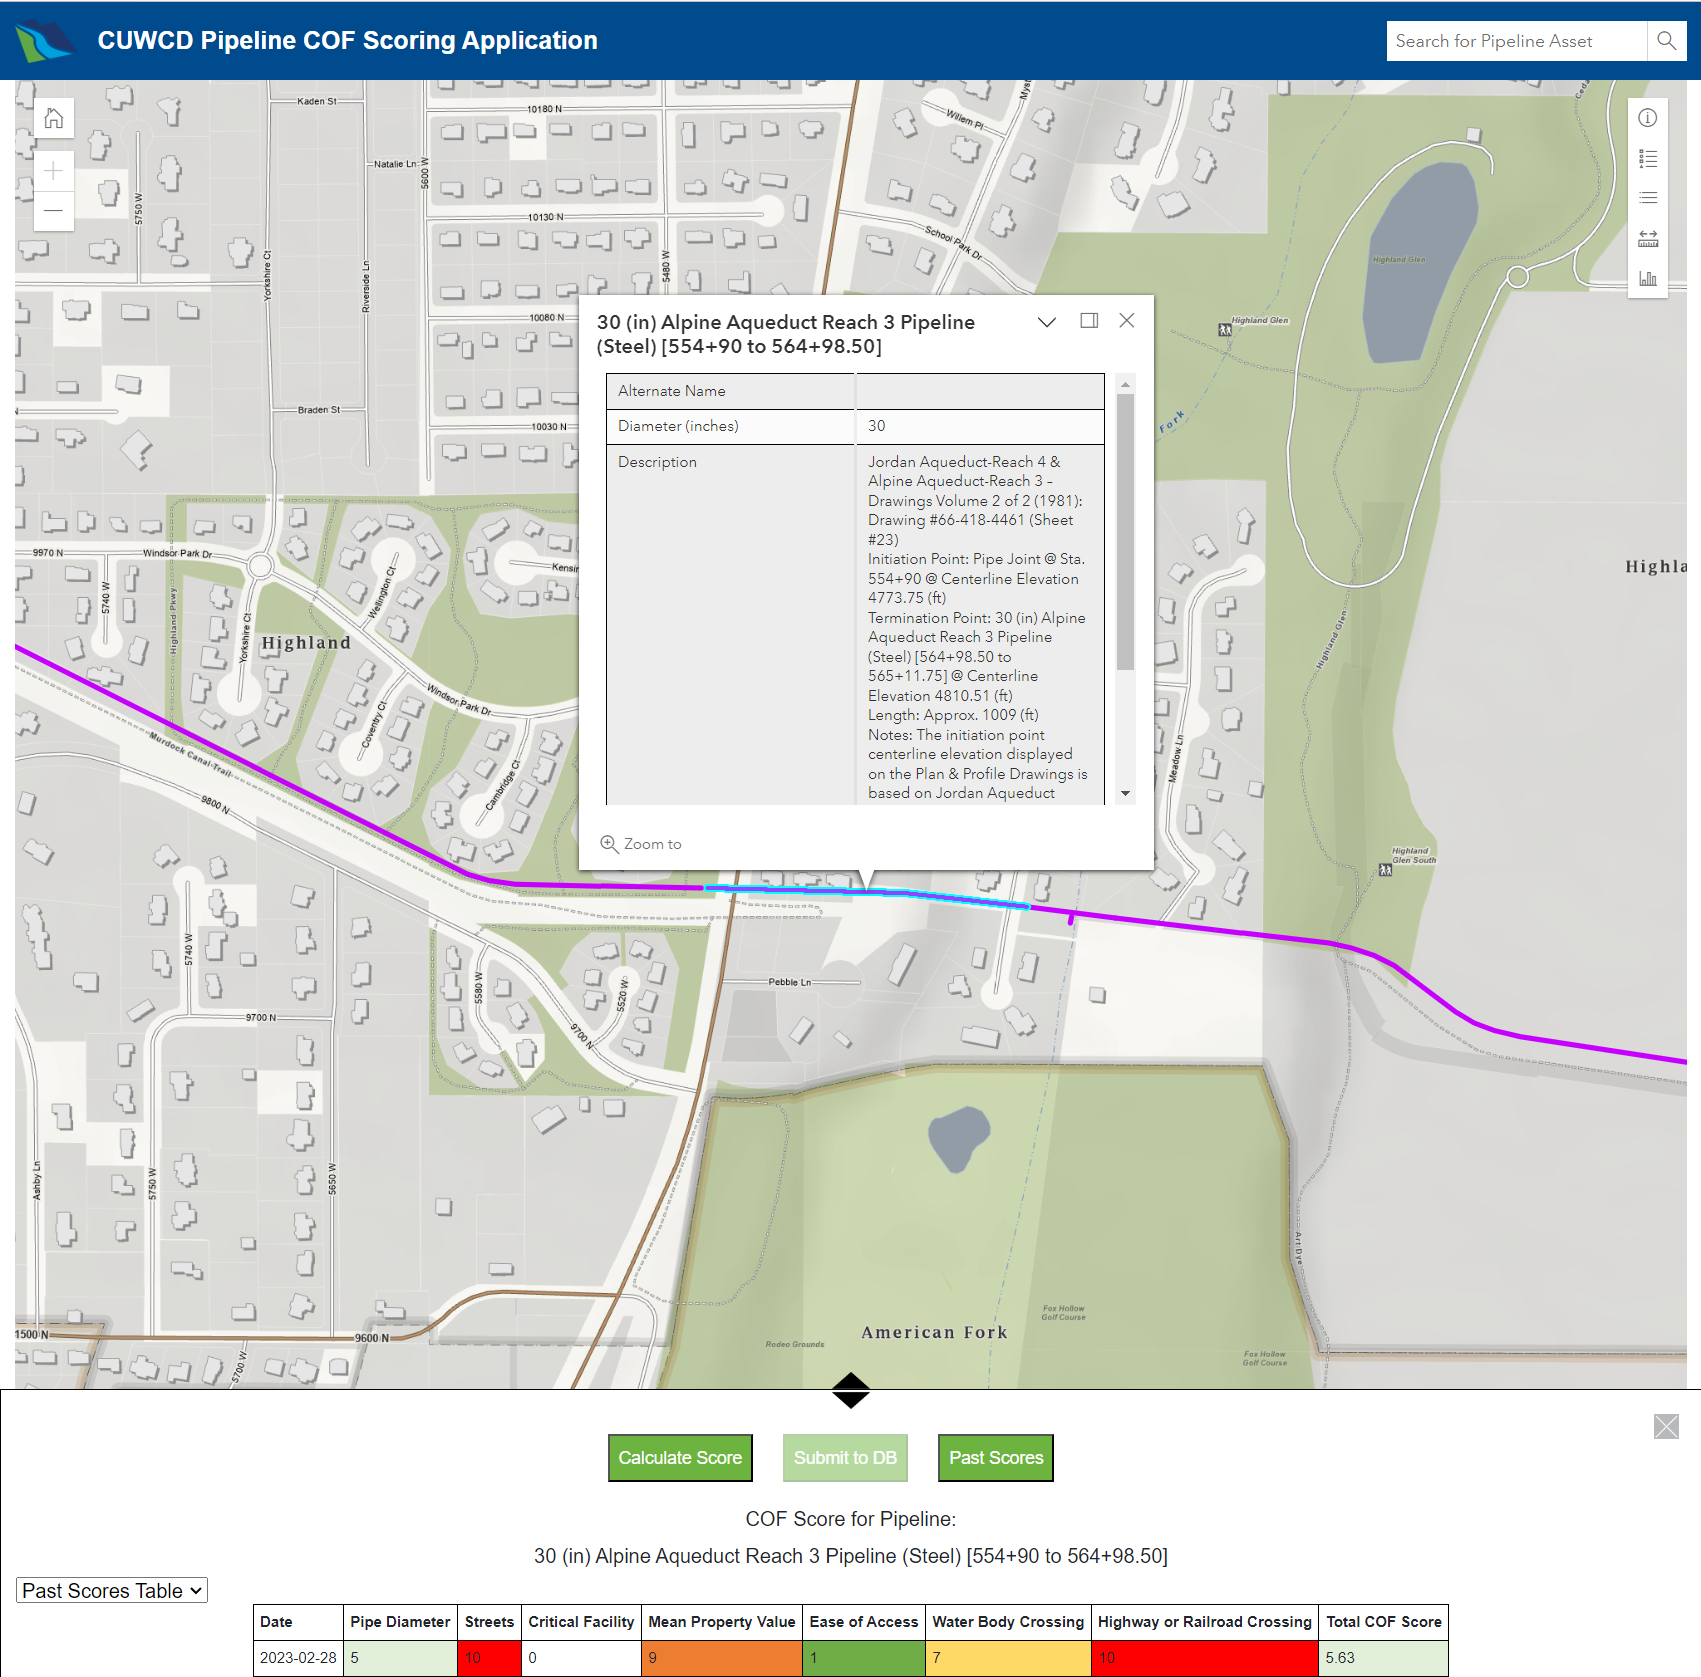 CUWCD Pipeline COF Scoring Application
Search for Pipeline Asset
Kaden St
10180 N
Willem Pl
Natalie Ln
5600 W
5750 W
10130 N
School Park Dr
Yorkshire Ct
Riverside Ln
5480 W
Highland Glen
10080 N
Highland Glen
30 (in) Alpine Aqueduct Reach 3 Pipeline
(Steel) [554+90 to 564+98.50]
Alternate Name
Diameter (inches) 30
Description Jordan Aqueduct-Reach 4 &
Alpine Aqueduct-Reach 3 –
Drawings Volume 2 of 2 (1981):
Drawing #66-418-4461 (Sheet
#23)
Initiation Point: Pipe Joint @ Sta.
554+90 @ Centerline Elevation
4773.75 (ft)
Termination Point: 30 (in) Alpine
Aqueduct Reach 3 Pipeline
(Steel) [564+98.50 to
565+11.75] @ Centerline
Elevation 4810.51 (ft)
Length: Approx. 1009 (ft)
Notes: The initiation point
centerline elevation displayed
on the Plan & Profile Drawings is
based on Jordan Aqueduct
Zoom to
Braden St
10030 N
Fork
9970 N
Windsor Park Dr
5740 W
Highland Pkwy
Wellington Ct
Kensin
Yorkshire Ct
Highland
Highla
Highland Glen
Windsor Park Dr
Coventry Ct
Murdock Canal Trail
Cambridge Ct
Meadow Ln
9800 N
Highland
Glen South
5740 W
5580 W
5520 W
Pebble Ln
9700 N
9700 N
Ashby Ln
5750 W
5650 W
Art Dye
1500 N
9600 N
5700 W
Rodeo Grounds
American Fork
Fox Hollow
Golf Course
Fox Hollow
Golf Course
Calculate Score
Submit to DB
Past Scores
COF Score for Pipeline:
30 (in) Alpine Aqueduct Reach 3 Pipeline (Steel) [554+90 to 564+98.50]
Past Scores Table
Date Pipe Diameter Streets Critical Facility Mean Property Value Ease of Access Water Body Crossing Highway or Railroad Crossing Total COF Score
2023-02-28 5 10 0 9 1 7 10 5.63